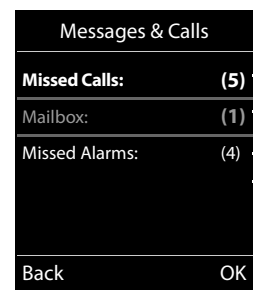 Messages & Calls
Missed Calls: (5)
Mailbox: (1)
Missed Alarms: (4)
Back OK